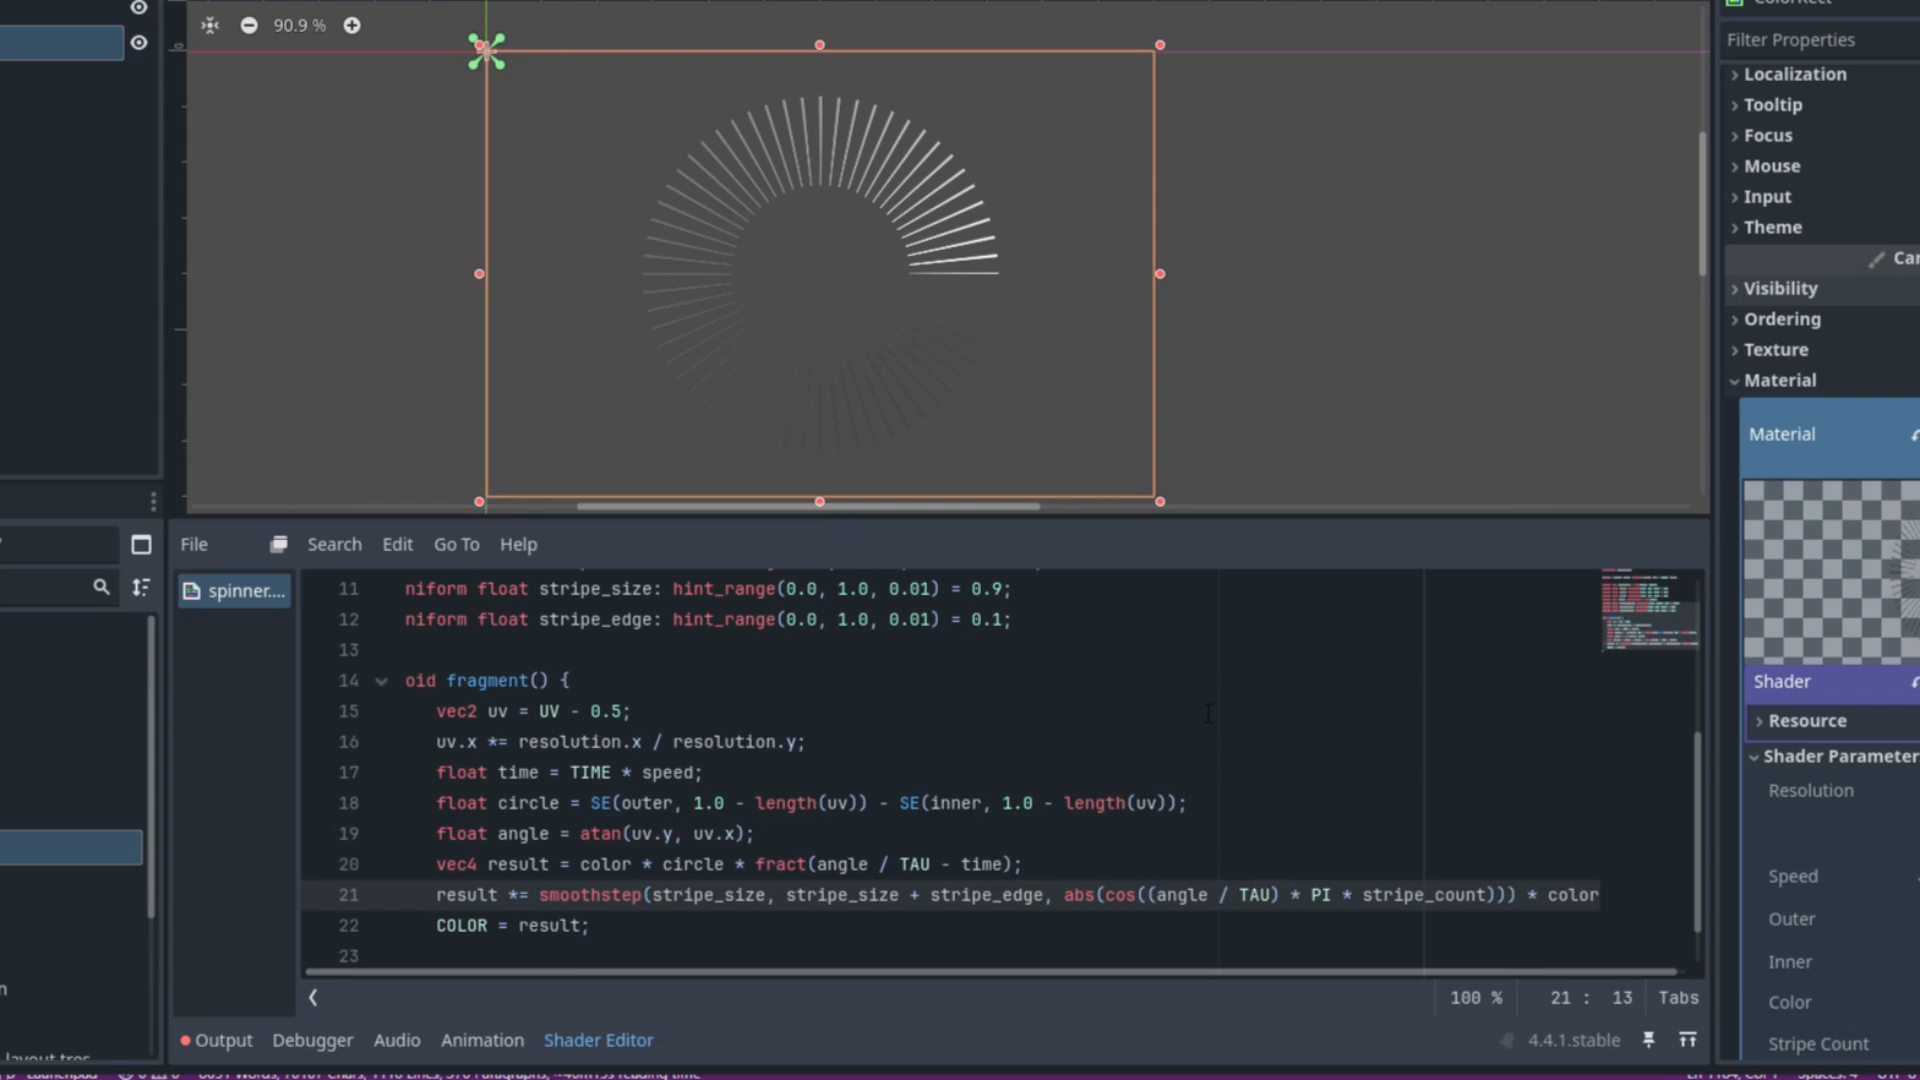 ColorRect
90.9 %
Filter Properties
Localization
Tooltip
Focus
Mouse
Input
Theme
Visibility
Ordering
Texture
Material
Material
Shader
Resource
Shader Parameter
Resolution
Speed
Outer
Inner
Color
Stripe Count
File Search Edit Go To Help
spinner....
11 niform float stripe_size: hint_range(0.0, 1.0, 0.01) = 0.9;
12 niform float stripe_edge: hint_range(0.0, 1.0, 0.01) = 0.1;
13
14 oid fragment() {
15 vec2 uv = UV - 0.5;
16 uv.x *= resolution.x / resolution.y;
17 float time = TIME * speed;
18 float circle = SE(outer, 1.0 - length(uv)) - SE(inner, 1.0 - length(uv));
19 float angle = atan(uv.y, uv.x);
20 vec4 result = color * circle * fract(angle / TAU - time);
21 result *= smoothstep(stripe_size, stripe_size + stripe_edge, abs(cos((angle / TAU) * PI * stripe_count))) * color
22 COLOR = result;
23
100 % 21 : 13 Tabs
Output Debugger Audio Animation Shader Editor 4.4.1.stable